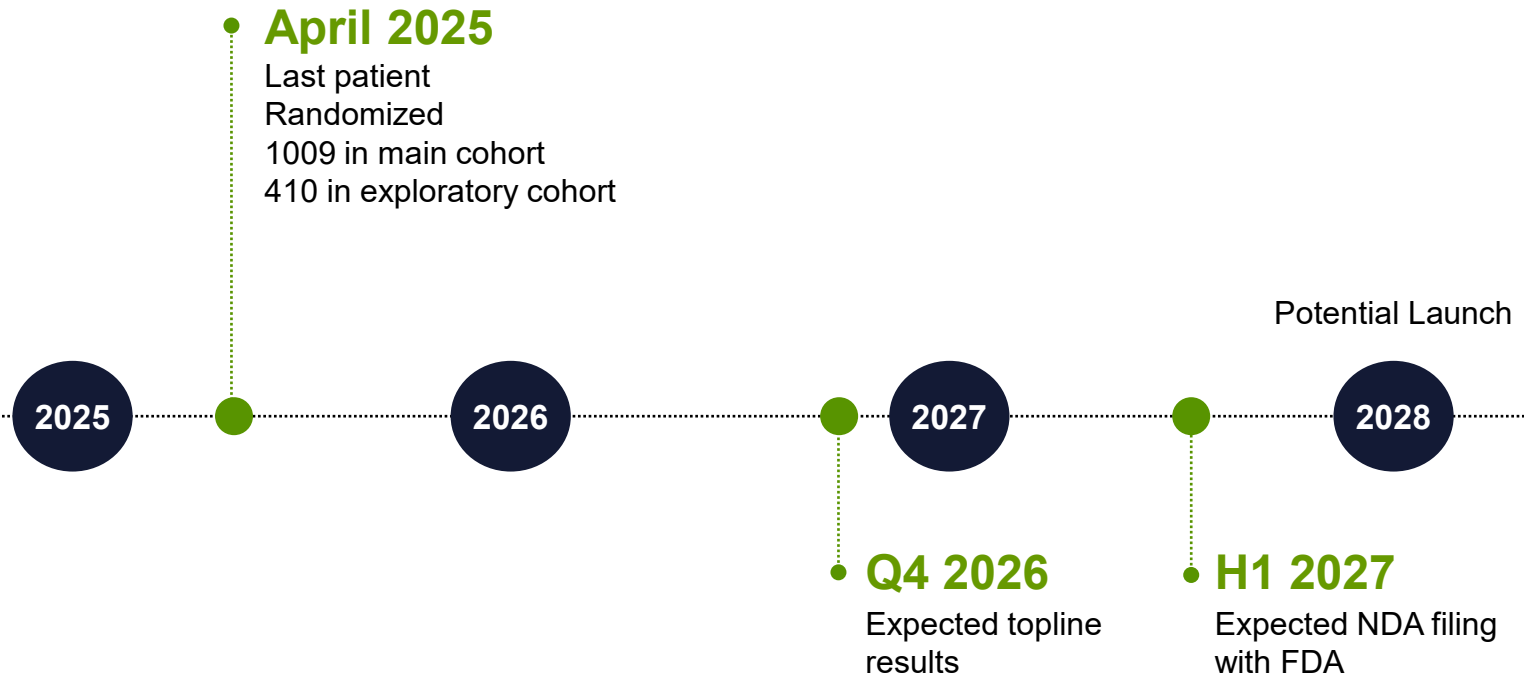 April 2025
Last patient
Randomized
1009 in main cohort
410 in exploratory cohort
Potential Launch
2025
2026
2027
2028
Q4 2026
Expected topline
results
H1 2027
Expected NDA filing
with FDA